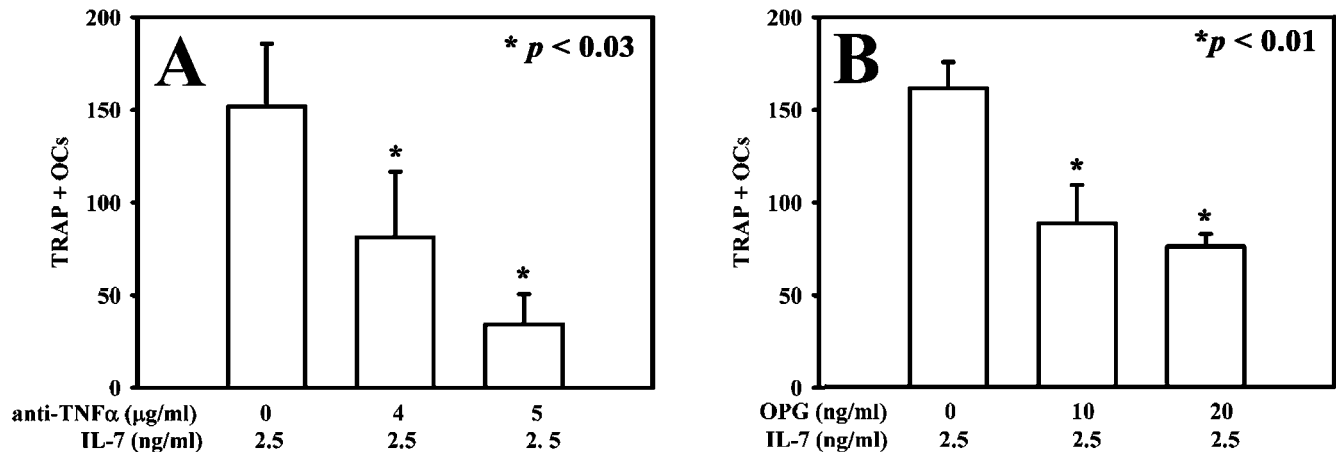 A
* p < 0.03
TRAP + OCs
200
150
100
50
0
*
*
anti-TNFα (μg/ml) 0 4 5
IL-7 (ng/ml) 2.5 2.5 2. 5
B
*p < 0.01
TRAP + OCs
200
150
100
50
0
*
*
OPG (ng/ml) 0 10 20
IL-7 (ng/ml) 2.5 2.5 2.5